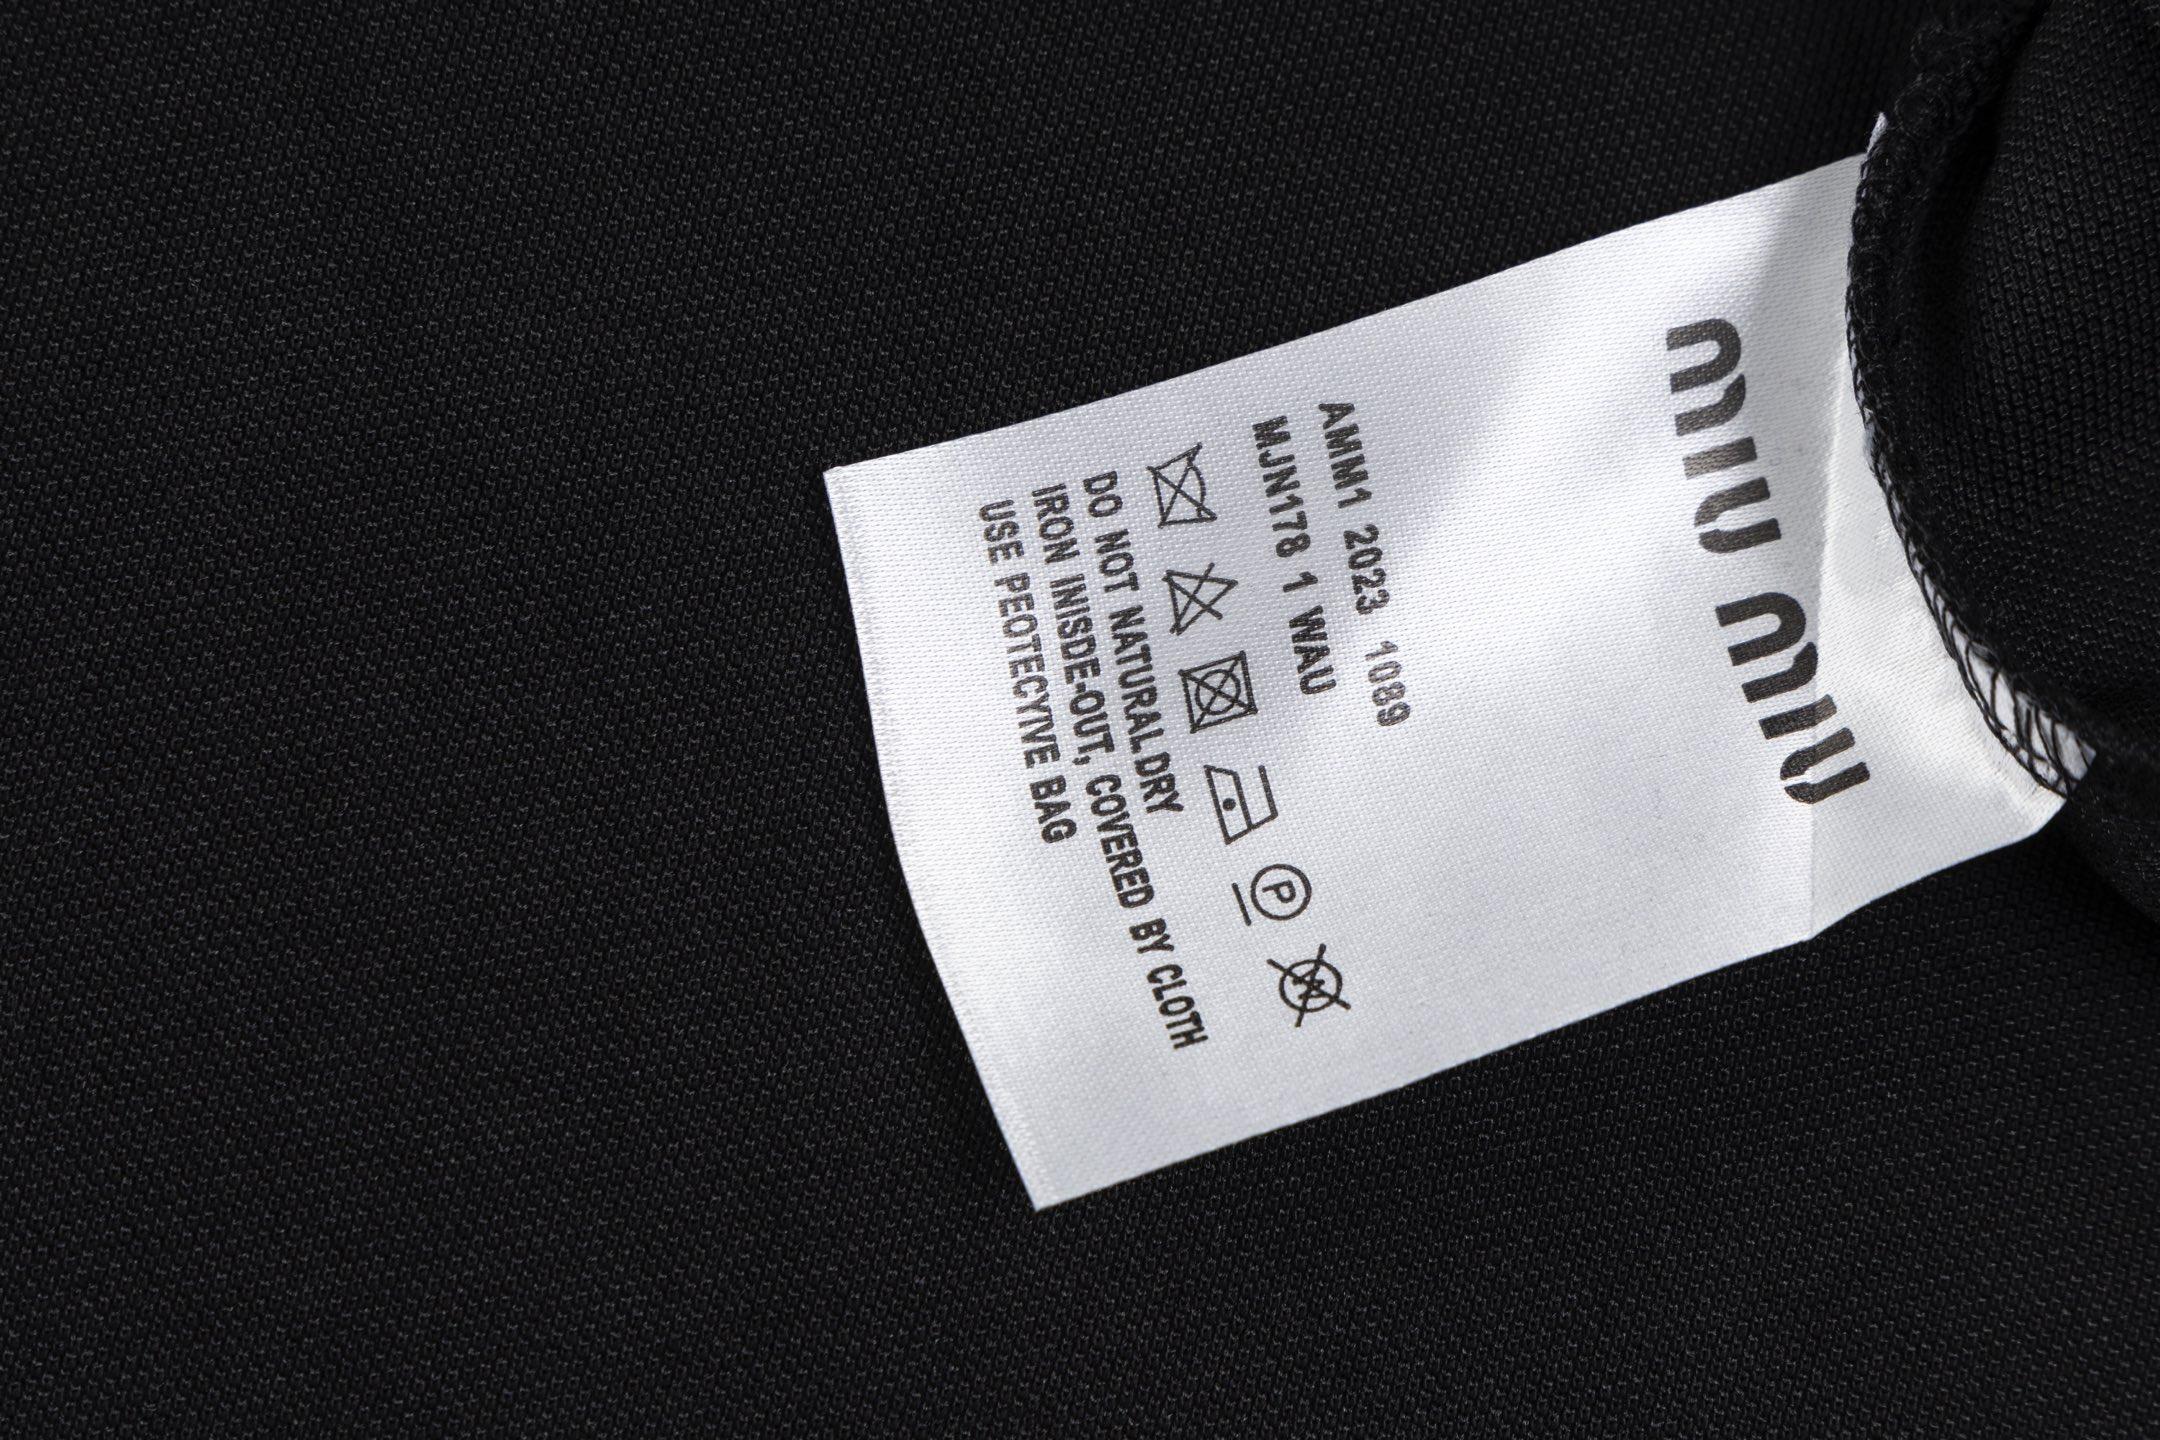 miu miu
AMM1 2023 1089
MJN178 1 WAU
P
DO NOT NATURAL DRY
IRON INISDE-OUT, COVERED BY CLOTH
USE PEOTECYIVE BAG